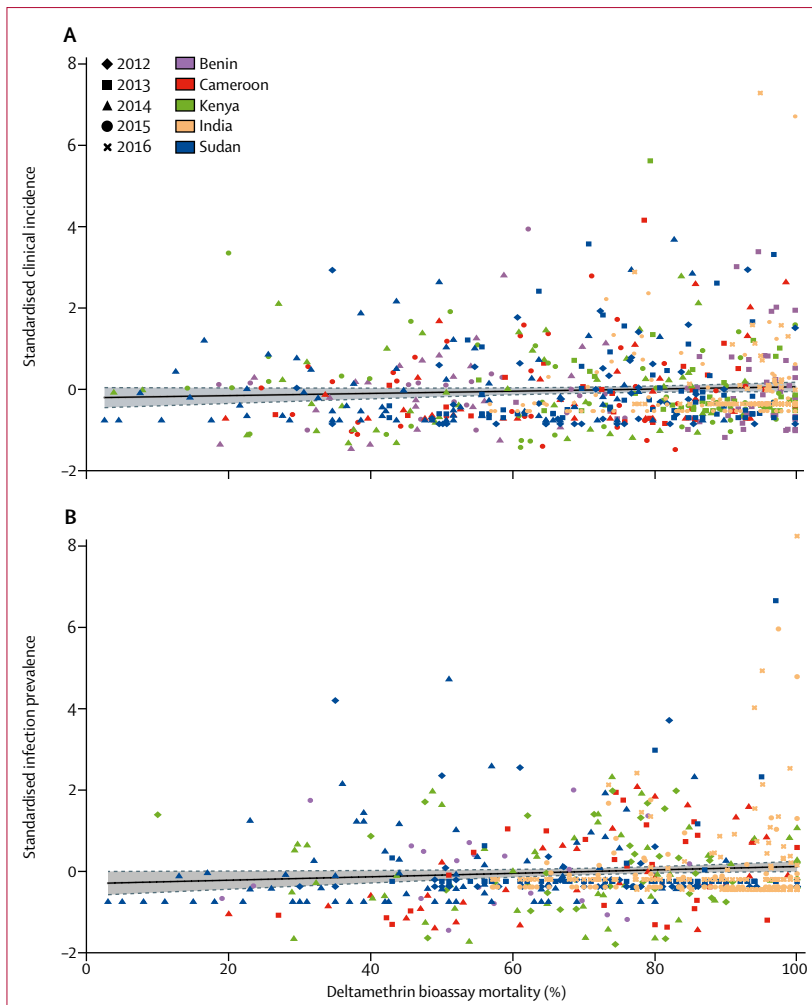 A
8
6
4
2
0
–2
Standardised clinical incidence
2012
2013
2014
2015
2016
Benin
Cameroon
Kenya
India
Sudan
B
8
6
4
2
0
–2
Standardised infection prevalence
0 20 40 60 80 100
Deltamethrin bioassay mortality (%)